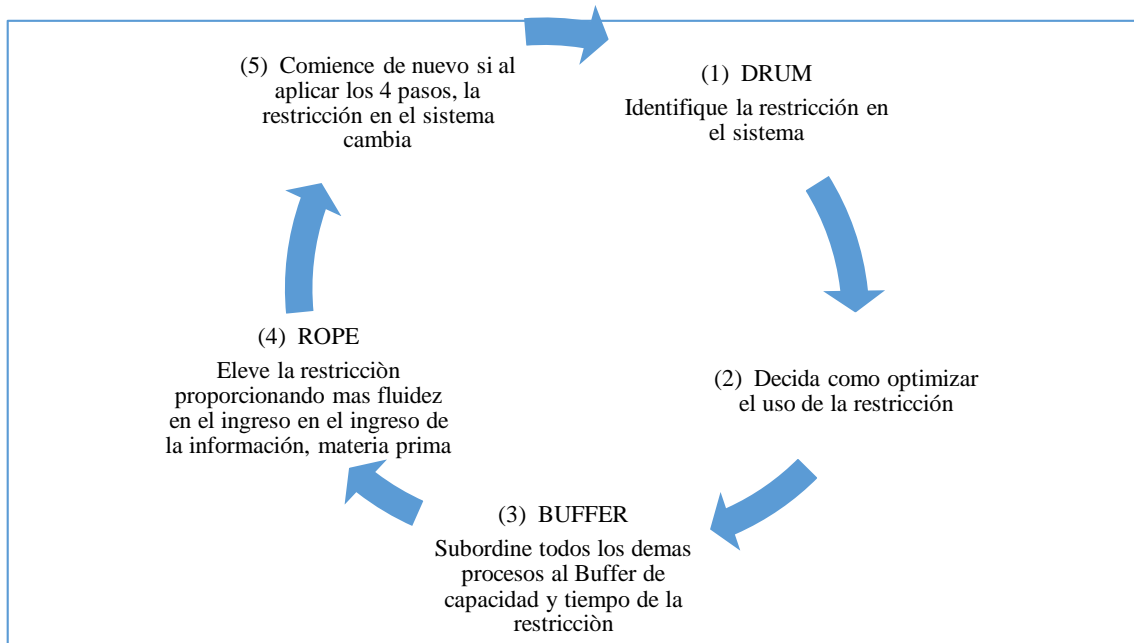 (1) DRUM
Identifique la restricción en
el sistema
(2) Decida como optimizar
el uso de la restricción
(3) BUFFER
Subordine todos los demas
procesos al Buffer de
capacidad y tiempo de la
restricciòn
(4) ROPE
Eleve la restricciòn
proporcionando mas fluidez
en el ingreso en el ingreso de
la información, materia prima
(5) Comience de nuevo si al
aplicar los 4 pasos, la
restricción en el sistema
cambia